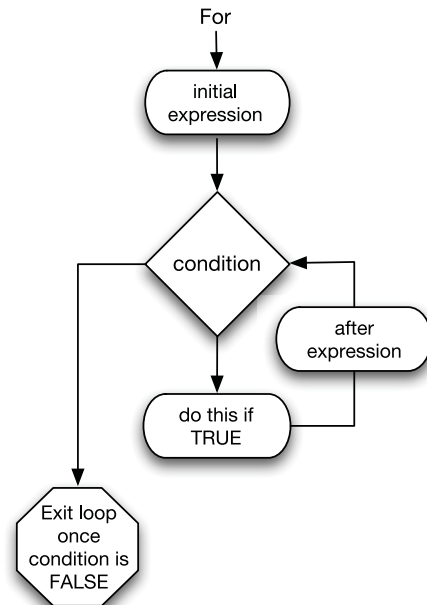 For
initial
expression
condition
after
expression
do this if
TRUE
Exit loop
once
condition is
FALSE